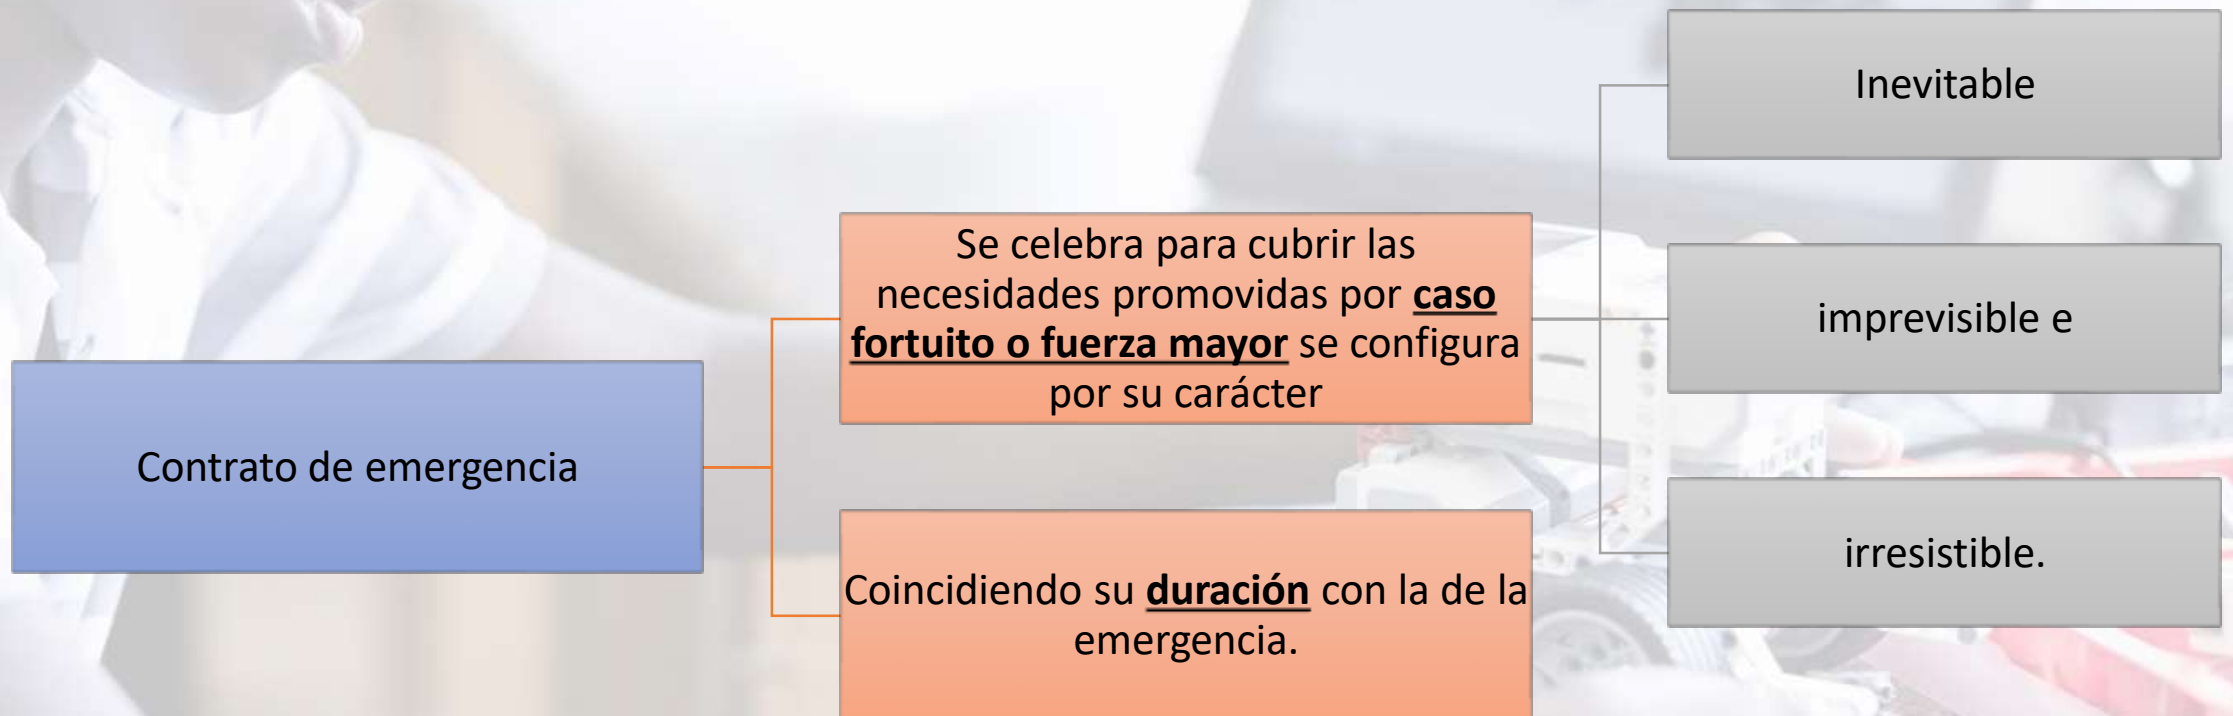 Contrato de emergencia
Se celebra para cubrir las
necesidades promovidas por caso
fortuito o fuerza mayor se configura
por su carácter
Inevitable
imprevisible e
irresistible.
Coincidiendo su duración con la de la
emergencia.